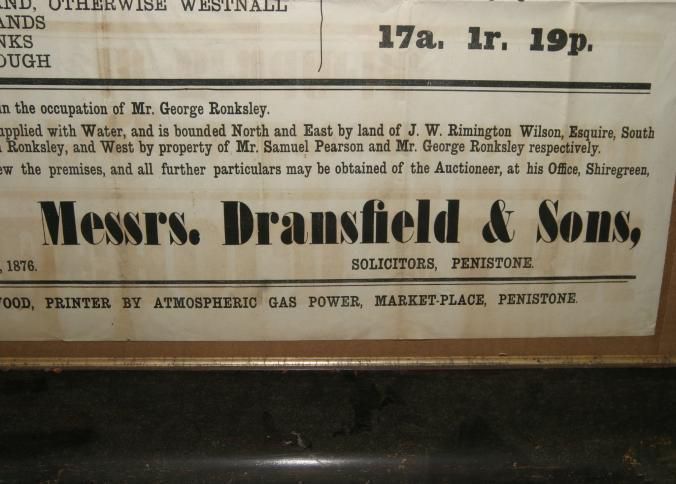 AND, OTHERWISE WESTNALL
ANDS
NKS
OUGH
17a. 1r. 19p.
in the occupation of Mr. George Ronksley.
upplied with Water, and is bounded North and East by land of J. W. Rimington Wilson, Esquire, South
Ronksley, and West by property of Mr. Samuel Pearson and Mr. George Ronksley respectively.
ew the premises, and all further particulars may be obtained of the Auctioneer, at his Office, Shiregreen,
Messrs. Dransfield & Sons,
, 1876.
SOLICITORS, PENISTONE.
WOOD, PRINTER BY ATMOSPHERIC GAS POWER, MARKET-PLACE, PENISTONE.